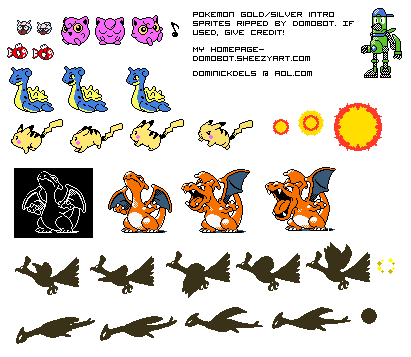 POKEMON GOLD/SILVER INTRO
SPRITES RIPPED BY DOMOBOT. IF
USED, GIVE CREDIT!
MY HOMEPAGE-
DOMOBOT.SHEEZYART.COM
DOMINICKDELS @ AOL.COM